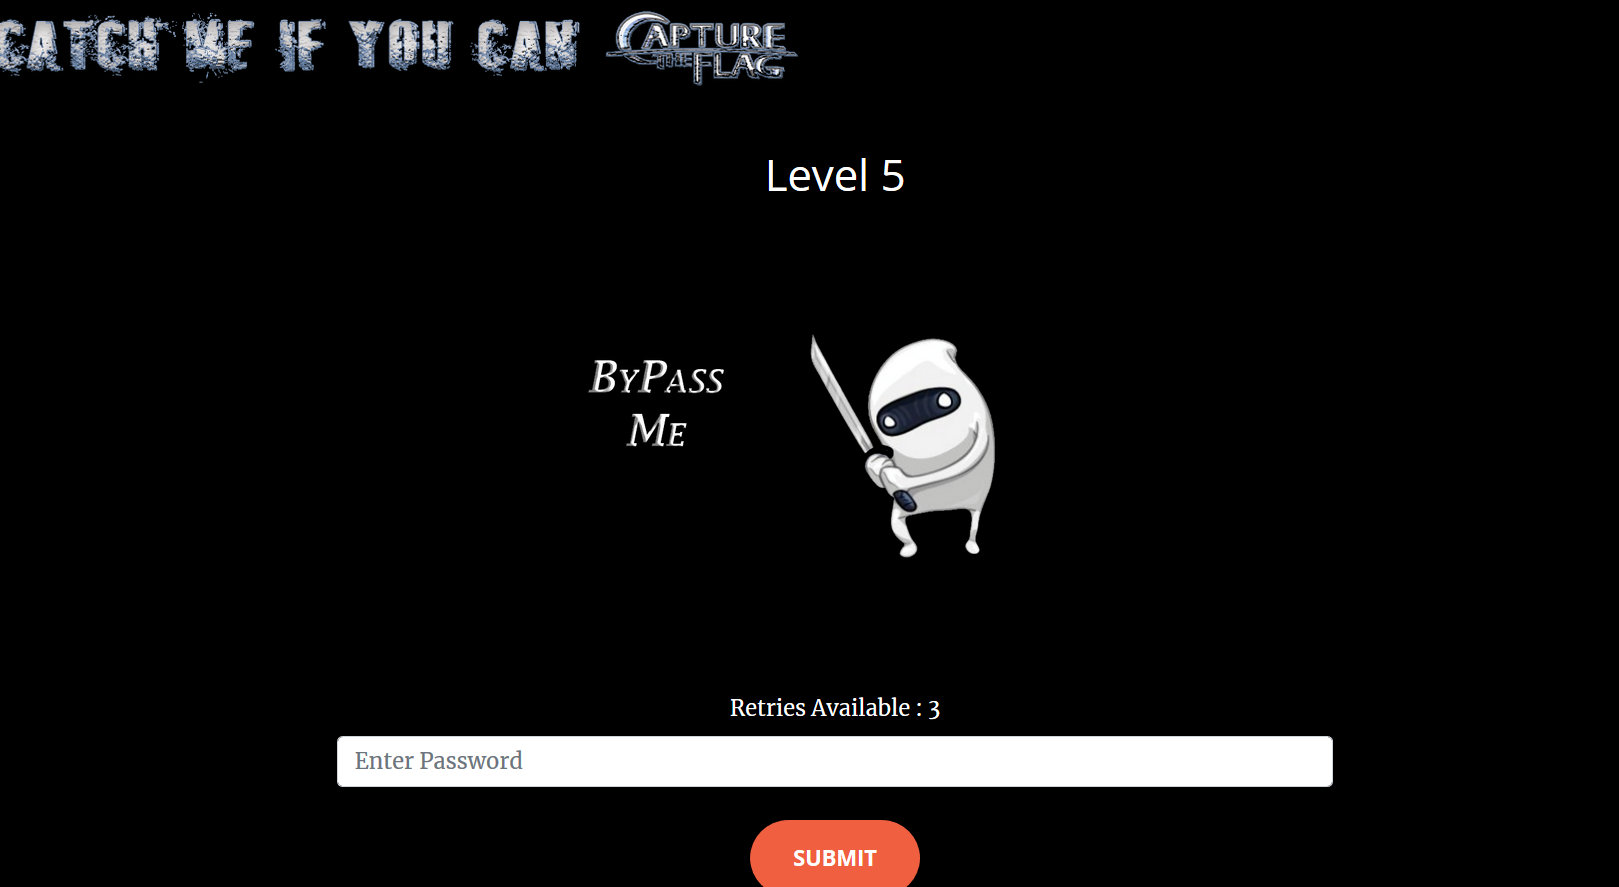 CATCH ME IF YOU CAN
CAPTURE
THE FLAG
Level 5
BYPASS
ME
Retries Available : 3
Enter Password
SUBMIT